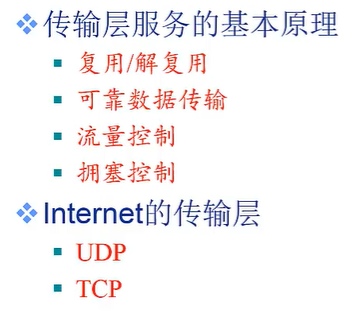 传输层服务的基本原理
复用/解复用
可靠数据传输
流量控制
拥塞控制
Internet的传输层
UDP
TCP